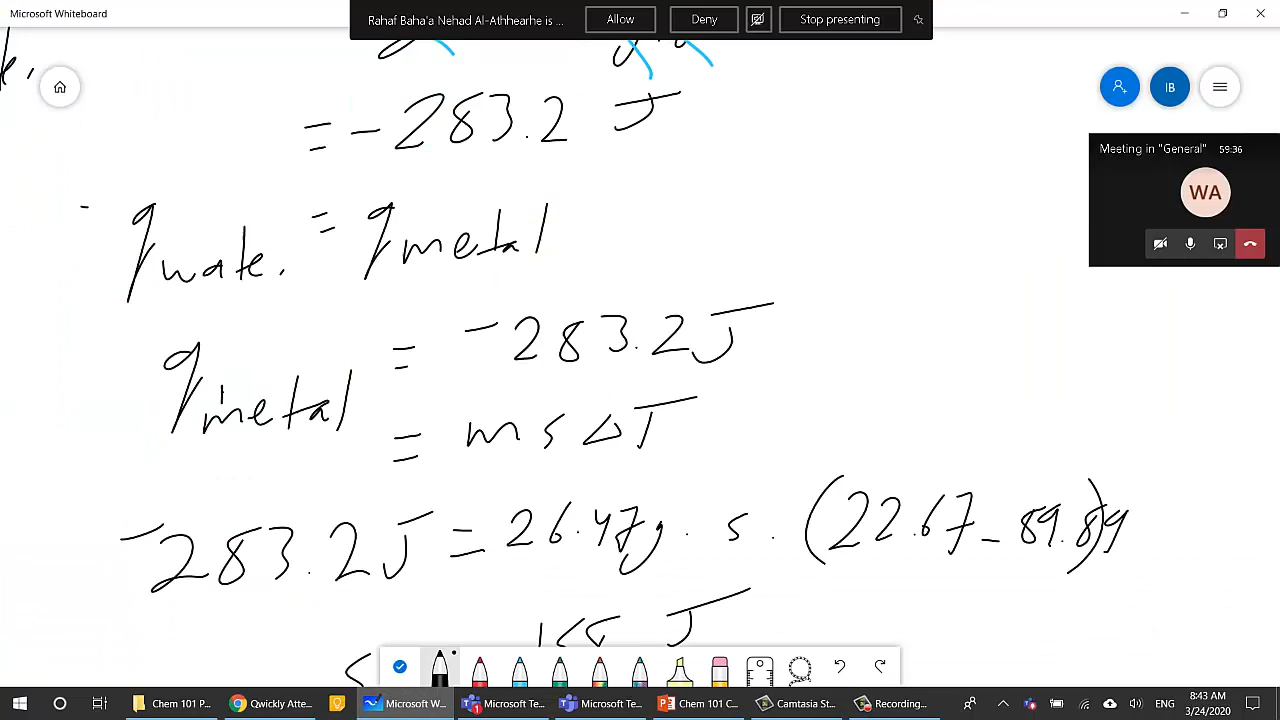 Microsoft Whiteboard
Rahaf Baha'a Nehad Al-Athhearhe is ...
Allow
Deny
Stop presenting
IB
Meeting in "General" 59:36
WA
= - 283.2 J
- q wate. = q metal
q metal = -283.2 J
= m s ΔT
-283.2 J = 26.47g . s . (22.67 - 89.89)
Chem 101 P...
Qwickly Atte...
Microsoft W...
Microsoft Te...
Microsoft Te...
Chem 101 C...
Camtasia St...
Recording...
ENG
8:43 AM
3/24/2020